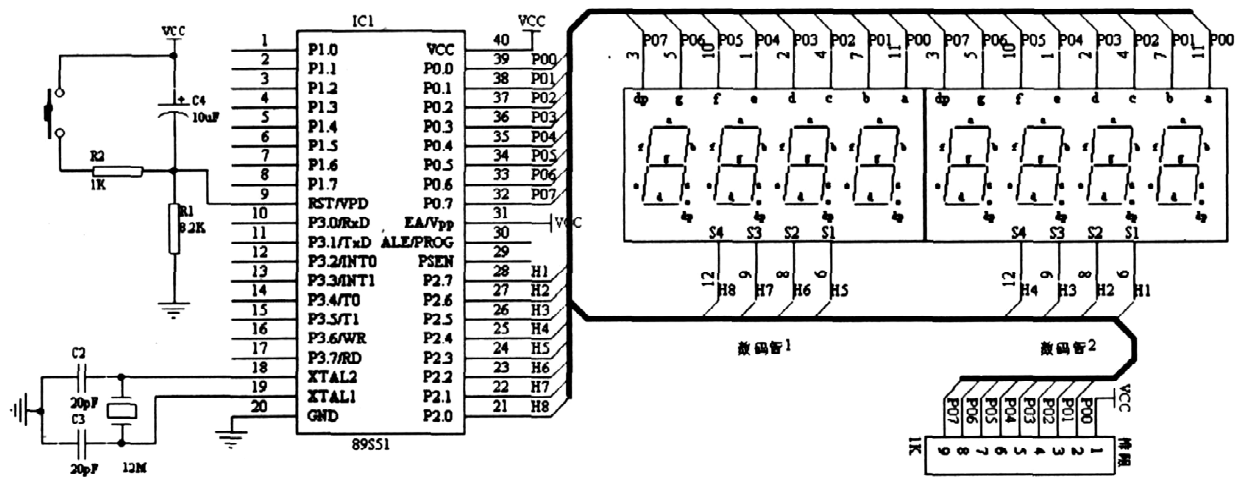 VCC
C4
10uF
R2
1K
R1
8.2K
C2
20pF
C3
20pF
12M
IC1
1 P1.0 VCC 40 VCC
2 P1.1 P0.0 39 P00
3 P1.2 P0.1 38 P01
4 P1.3 P0.2 37 P02
5 P1.4 P0.3 36 P03
6 P1.5 P0.4 35 P04
7 P1.6 P0.5 34 P05
8 P1.7 P0.6 33 P06
9 RST/VPD P0.7 32 P07
10 P3.0/RxD EA/Vpp 31 VCC
11 P3.1/TxD ALE/PROG 30
12 P3.2/INT0 PSEN 29
13 P3.3/INT1 P2.7 28 H1
14 P3.4/T0 P2.6 27 H2
15 P3.5/T1 P2.5 26 H3
16 P3.6/WR P2.4 25 H4
17 P3.7/RD P2.3 24 H5
18 XTAL2 P2.2 23 H6
19 XTAL1 P2.1 22 H7
20 GND P2.0 21 H8
89S51
P07 P06 P05 P04 P03 P02 P01 P00 P07 P06 P05 P04 P03 P02 P01 P00
3 5 10 1 2 4 7 11 3 5 10 1 2 4 7 11
dp g f e d c b a dp g f e d c b a
S4 S3 S2 S1 S4 S3 S2 S1
12 9 8 6 12 9 8 6
H8 H7 H6 H5 H4 H3 H2 H1
数码管1 数码管2
P07 P06 P05 P04 P03 P02 P01 P00 VCC
1K 9 8 7 6 5 4 3 2 1 排阻